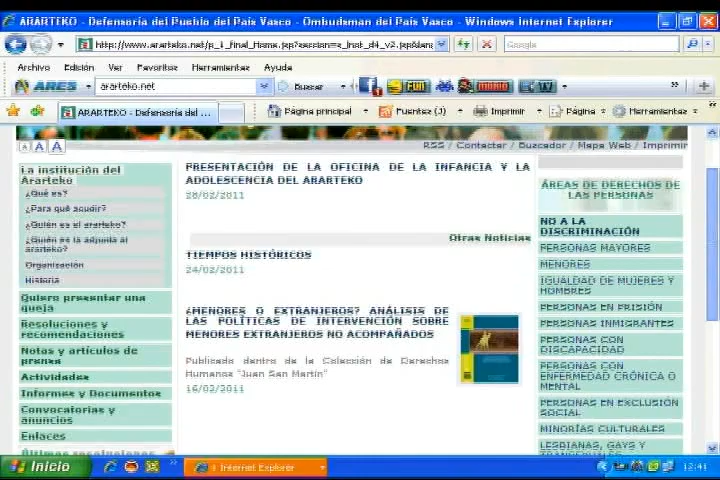 ARARTEKO - Defensoría del Pueblo del País Vasco - Ombudsman del País Vasco - Windows Internet Explorer
Google
Archivo Edición Ver Favoritos Herramientas Ayuda
ARES ararteko.net Buscar Fun TV
ARARTEKO - Defensoría del ... Página principal Fuentes (J) Imprimir Página Herramientas
A A A RSS / Contactar / Buscador / Mapa Web / Imprimir
La institución del
Ararteko
¿Qué es?
¿Para qué acudir?
¿Quién es el ararteko?
¿Quién es la adjunta al
ararteko?
Organización
Historia
Quiero presentar una
queja
Resoluciones y
recomendaciones
Notas y artículos de
prensa
Actividades
Informes y Documentos
Convocatorias y
anuncios
Enlaces
Últimas resoluciones
PRESENTACIÓN DE LA OFICINA DE LA INFANCIA Y LA
ADOLESCENCIA DEL ARARTEKO
28/02/2011
Otras Noticias
TIEMPOS HISTÓRICOS
24/02/2011
¿MENORES O EXTRANJEROS? ANÁLISIS DE
LAS POLÍTICAS DE INTERVENCIÓN SOBRE
MENORES EXTRANJEROS NO ACOMPAÑADOS
Publicado dentro de la Colección de Derechos
Humanos "Juan San Martín"
16/02/2011
ÁREAS DE DERECHOS DE
LAS PERSONAS
NO A LA
DISCRIMINACIÓN
PERSONAS MAYORES
MENORES
IGUALDAD DE MUJERES Y
HOMBRES
PERSONAS EN PRISIÓN
PERSONAS INMIGRANTES
PERSONAS CON
DISCAPACIDAD
PERSONAS CON
ENFERMEDAD CRÓNICA O
MENTAL
PERSONAS EN EXCLUSIÓN
SOCIAL
MINORÍAS CULTURALES
LESBIANAS, GAYS Y
TRANSEXUALES
Inicio 1 Internet Explorer 12:41